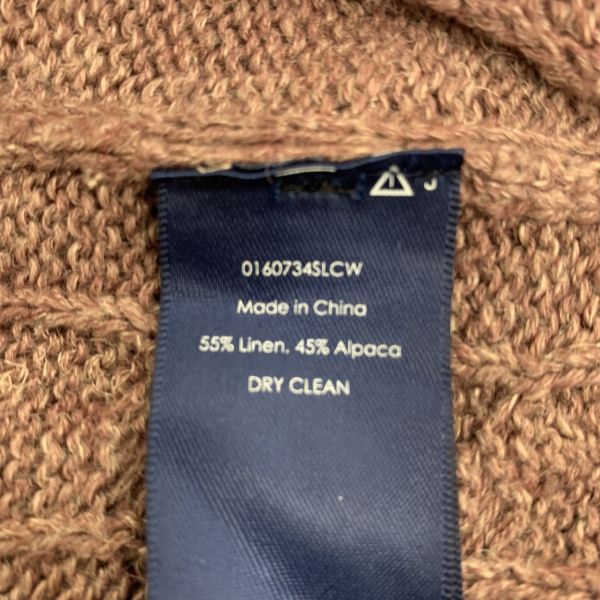 J
0160734SLCW
Made in China
55% Linen, 45% Alpaca
DRY CLEAN